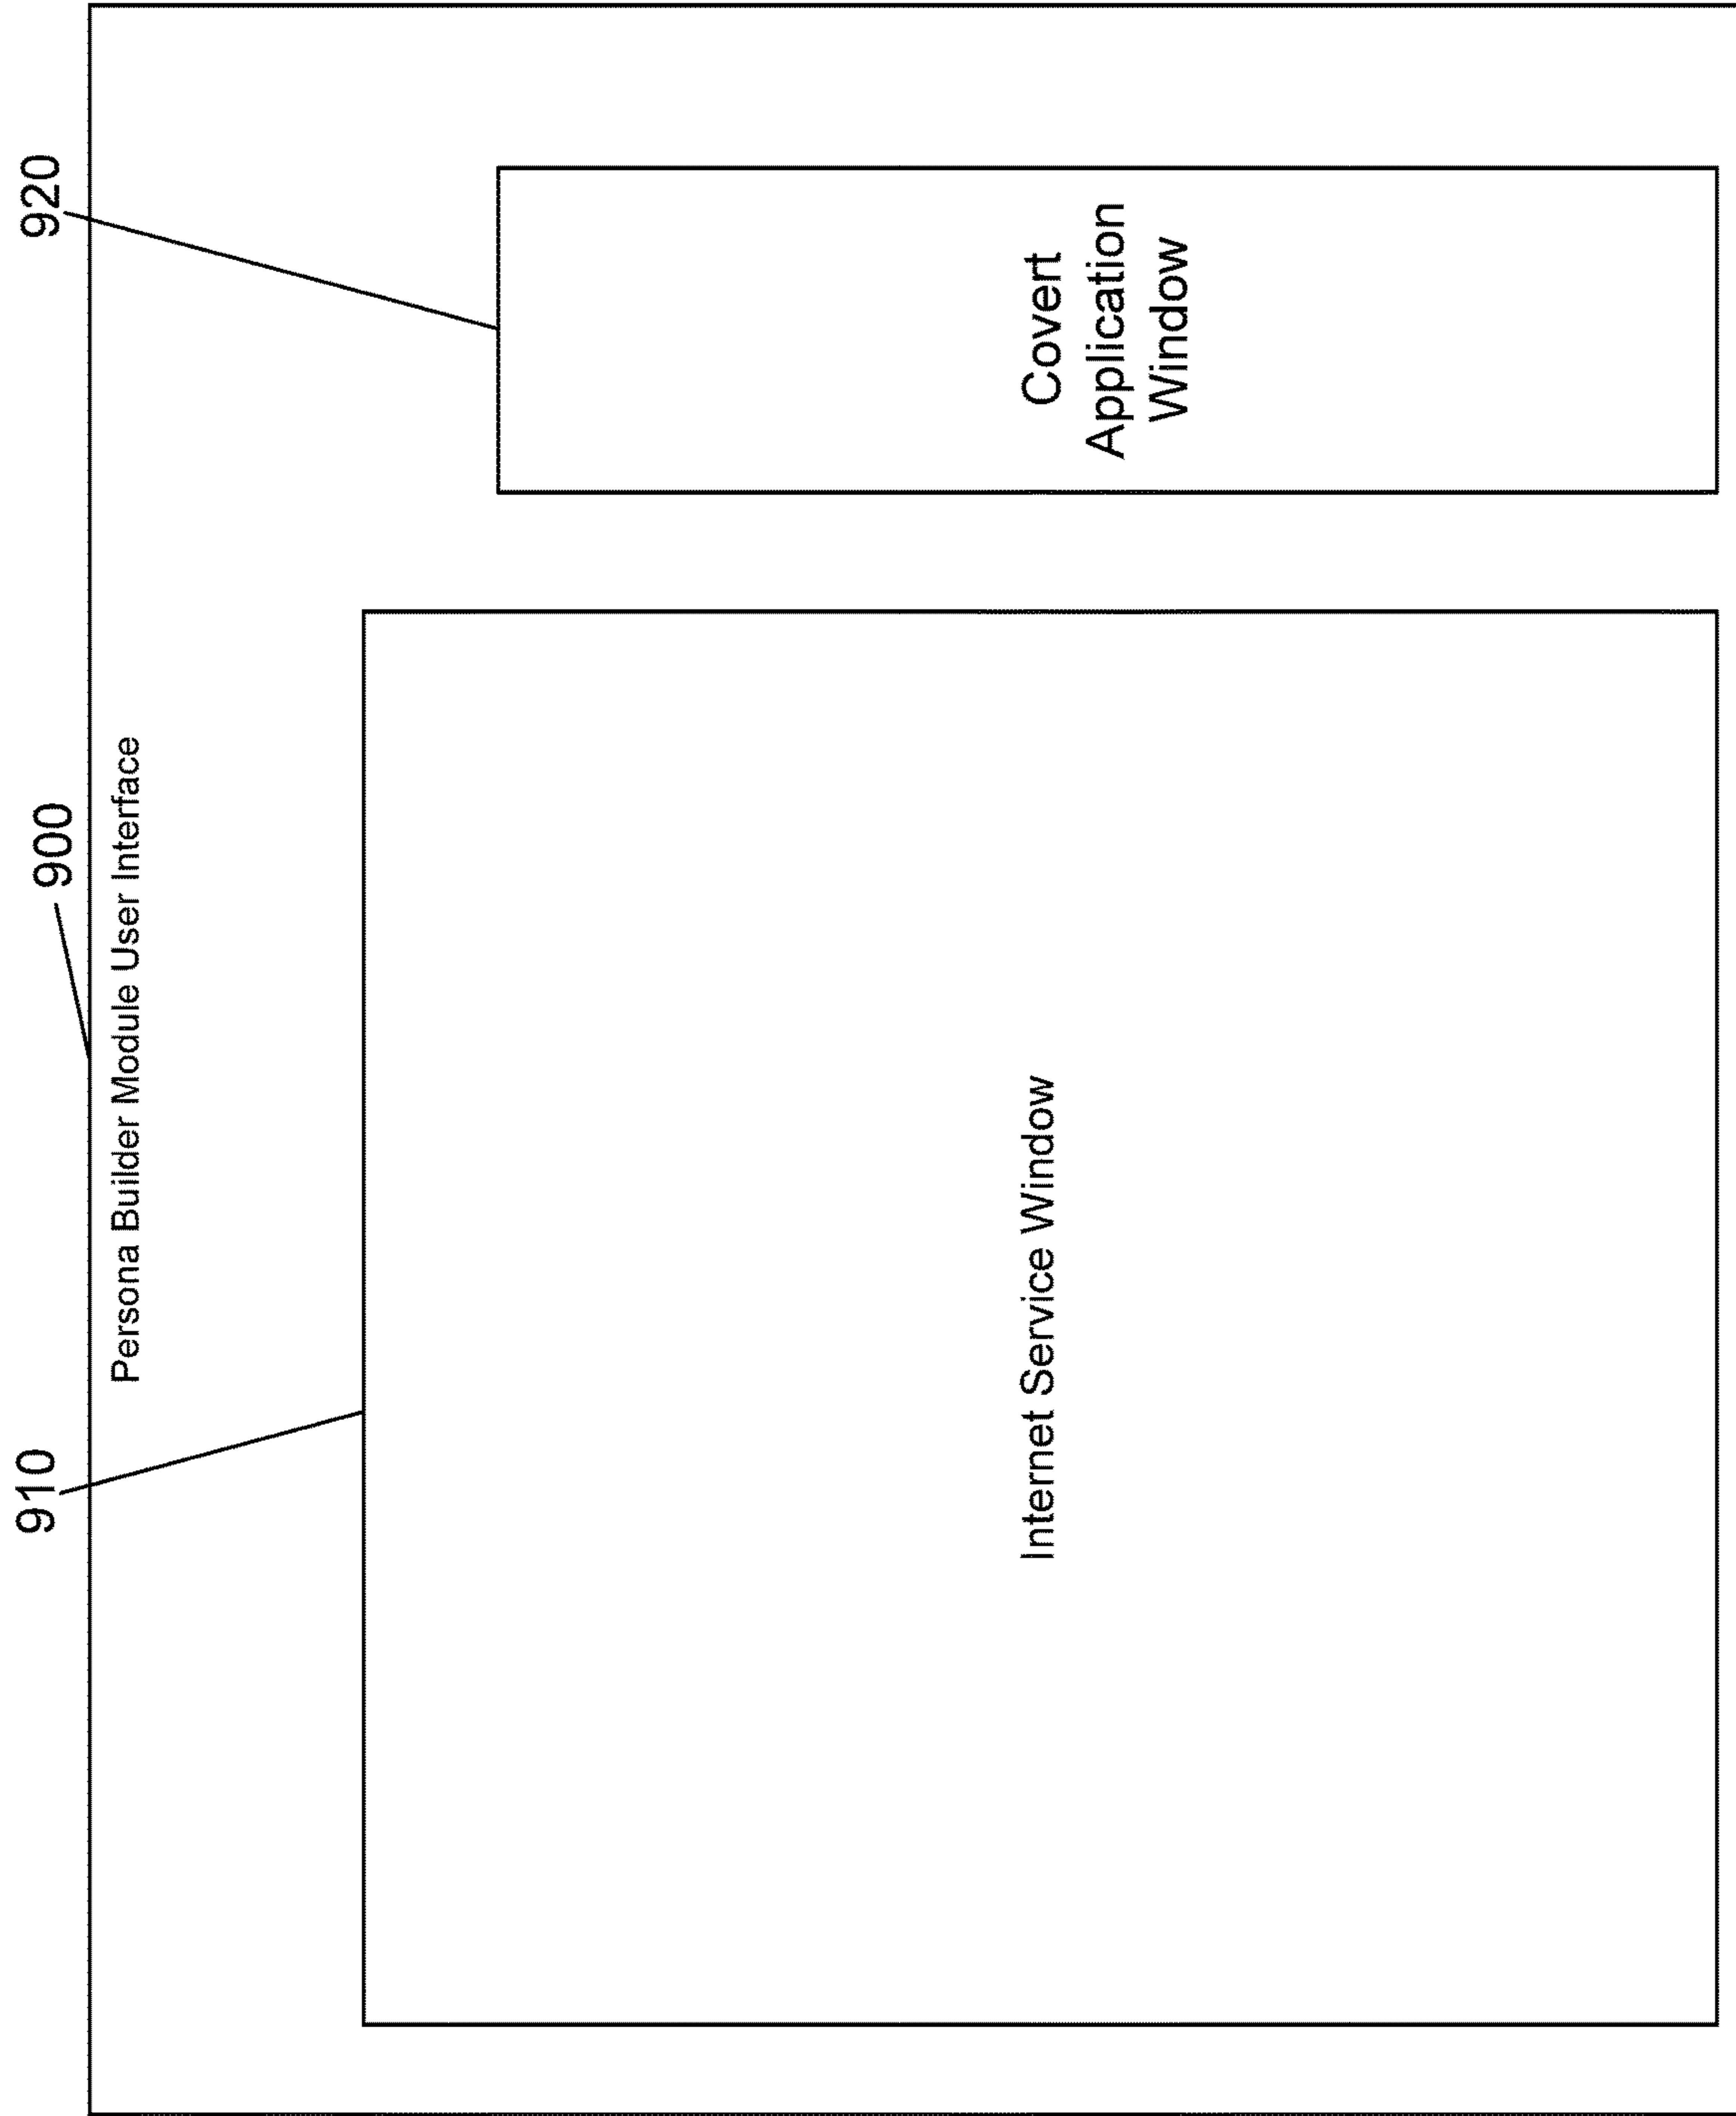 900
Persona Builder Module User Interface
910
920
Internet Service Window
Covert
Application
Window